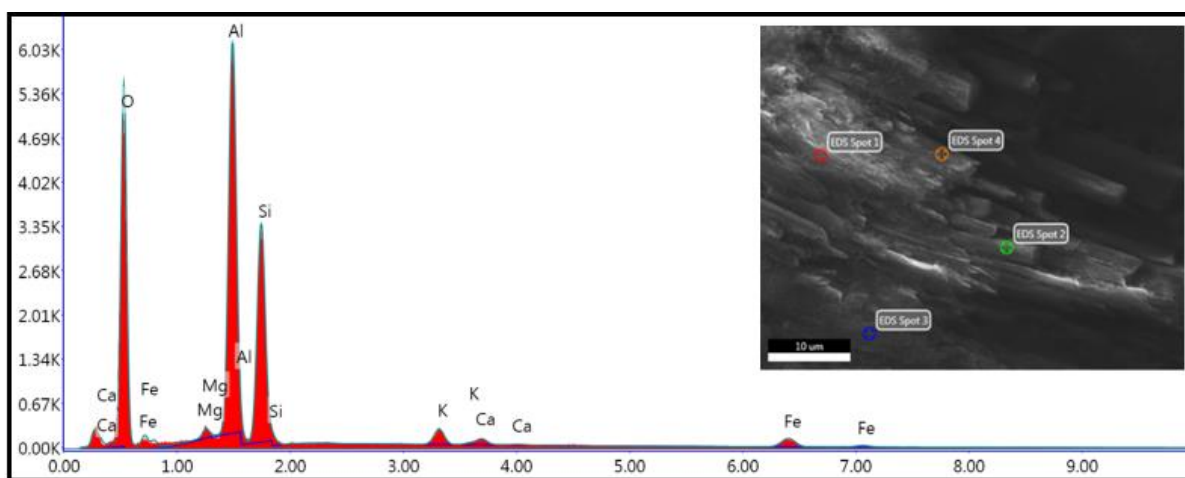 6.03K
5.36K
4.69K
4.02K
3.35K
2.68K
2.01K
1.34K
0.67K
0.00K
Al
O
Si
Al
Ca
Fe
Mg
Ca
Fe
Mg
Si
K
K
Ca
Ca
Fe
Fe
0.00 1.00 2.00 3.00 4.00 5.00 6.00 7.00 8.00 9.00
EDS Spot 1
EDS Spot 4
EDS Spot 2
EDS Spot 3
10 um